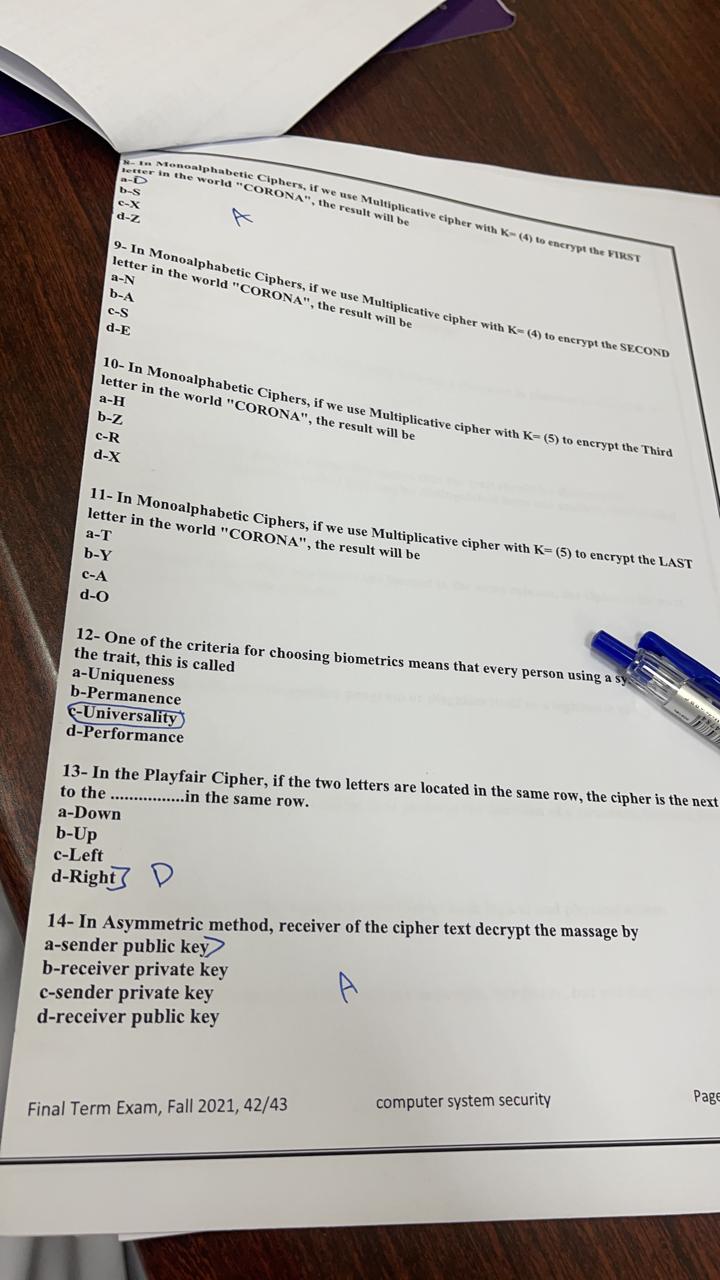 8- In Monoalphabetic Ciphers, if we use Multiplicative cipher with K= (4) to encrypt the FIRST
letter in the world "CORONA", the result will be
a-D
b-S
c-X
d-Z
A
9- In Monoalphabetic Ciphers, if we use Multiplicative cipher with K= (4) to encrypt the SECOND
letter in the world "CORONA", the result will be
a-N
b-A
c-S
d-E
10- In Monoalphabetic Ciphers, if we use Multiplicative cipher with K= (5) to encrypt the Third
letter in the world "CORONA", the result will be
a-H
b-Z
c-R
d-X
11- In Monoalphabetic Ciphers, if we use Multiplicative cipher with K= (5) to encrypt the LAST
letter in the world "CORONA", the result will be
a-T
b-Y
c-A
d-O
12- One of the criteria for choosing biometrics means that every person using a sy
the trait, this is called
a-Uniqueness
b-Permanence
c-Universality
d-Performance
13- In the Playfair Cipher, if the two letters are located in the same row, the cipher is the next
to the ................in the same row.
a-Down
b-Up
c-Left
d-Right D
14- In Asymmetric method, receiver of the cipher text decrypt the massage by
a-sender public key
b-receiver private key
A
c-sender private key
d-receiver public key
Final Term Exam, Fall 2021, 42/43 computer system security Page